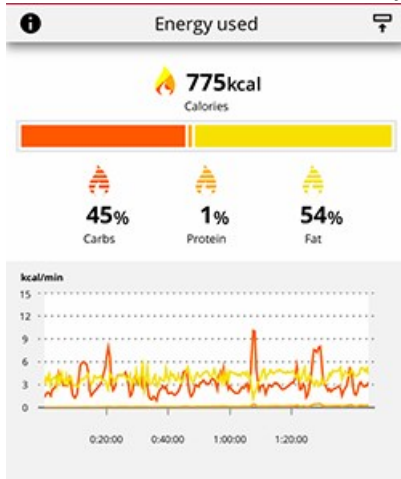 Energy used
775kcal
Calories
45% 1% 54%
Carbs Protein Fat
kcal/min
15
12
9
6
3
0
0:20:00 0:40:00 1:00:00 1:20:00